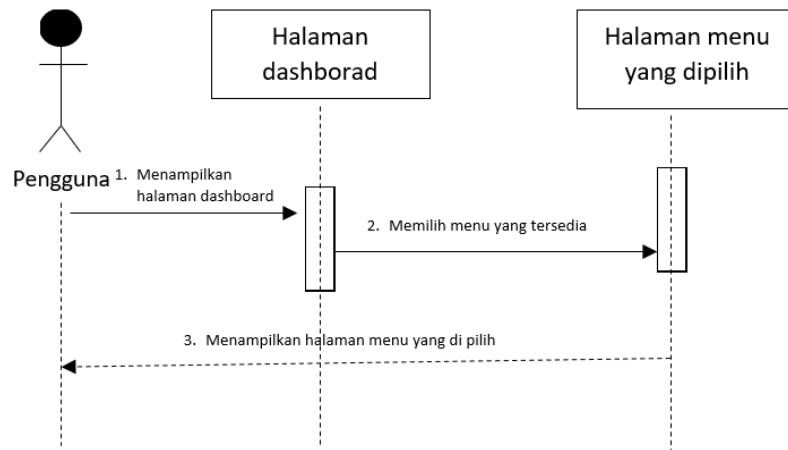 Halaman
dashborad
Halaman menu
yang dipilih
Pengguna
1. Menampilkan
halaman dashboard
2. Memilih menu yang tersedia
3. Menampilkan halaman menu yang di pilih